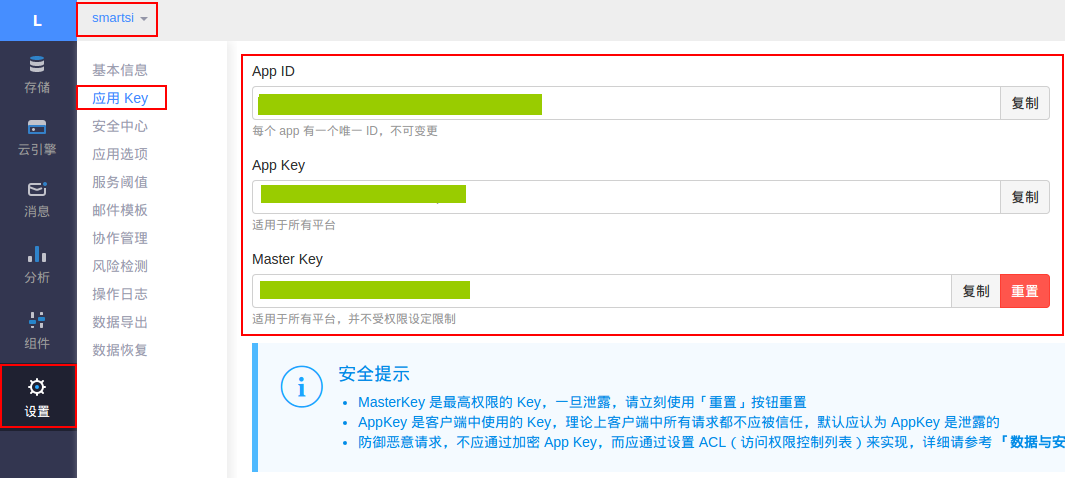 L
smartsi
存储
云引擎
消息
分析
组件
设置
基本信息
应用 Key
安全中心
应用选项
服务阈值
邮件模板
协作管理
风险检测
操作日志
数据导出
数据恢复
App ID
复制
每个 app 有一个唯一 ID，不可变更
App Key
复制
适用于所有平台
Master Key
复制
重置
适用于所有平台，并不受权限设定限制
安全提示
• MasterKey 是最高权限的 Key，一旦泄露，请立刻使用「重置」按钮重置
• AppKey 是客户端中使用的 Key，理论上客户端中所有请求都不应被信任，默认应认为 AppKey 是泄露的
• 防御恶意请求，不应通过加密 App Key，而应通过设置 ACL（访问权限控制列表）来实现，详细请参考「数据与安